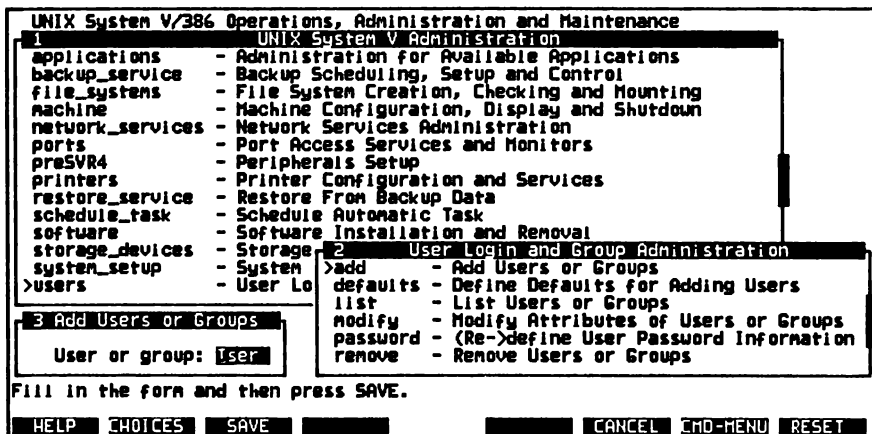 UNIX System V/386 Operations, Administration and Maintenance
1 UNIX System V Administration
applications - Administration for Available Applications
backup_service - Backup Scheduling, Setup and Control
file_systems - File System Creation, Checking and Mounting
machine - Machine Configuration, Display and Shutdown
network_services - Network Services Administration
ports - Port Access Services and Monitors
preSVR4 - Peripherals Setup
printers - Printer Configuration and Services
restore_service - Restore From Backup Data
schedule_task - Schedule Automatic Task
software - Software Installation and Removal
storage_devices - Storage
system_setup - System
>users - User Lo
2 User Login and Group Administration
>add - Add Users or Groups
defaults - Define Defaults for Adding Users
list - List Users or Groups
modify - Modify Attributes of Users or Groups
password - (Re->define User Password Information
remove - Remove Users or Groups
3 Add Users or Groups
User or group: user
Fill in the form and then press SAVE.
HELP CHOICES SAVE CANCEL CMD-MENU RESET